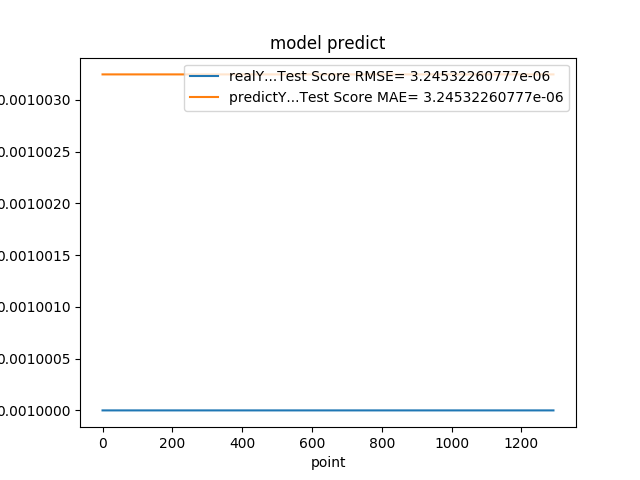 model predict
realY...Test Score RMSE= 3.24532260777e-06
predictY...Test Score MAE= 3.24532260777e-06
0.0010030
0.0010025
0.0010020
0.0010015
0.0010010
0.0010005
0.0010000
0 200 400 600 800 1000 1200
point